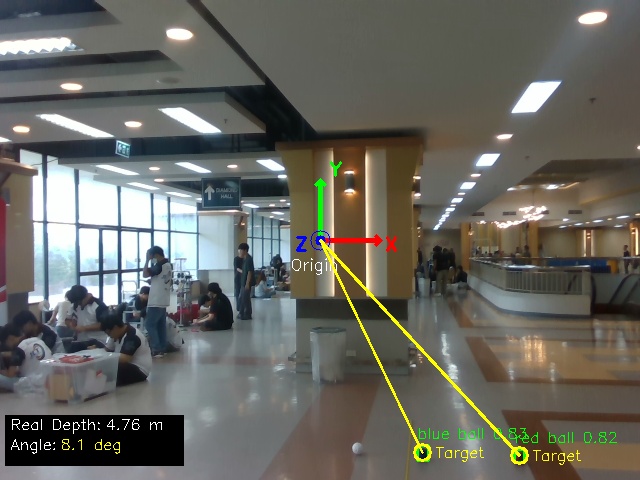 Y
Z
X
Origin
blue ball 0.83
red ball 0.82
Target
Target
Real Depth: 4.76 m
Angle: 8.1 deg